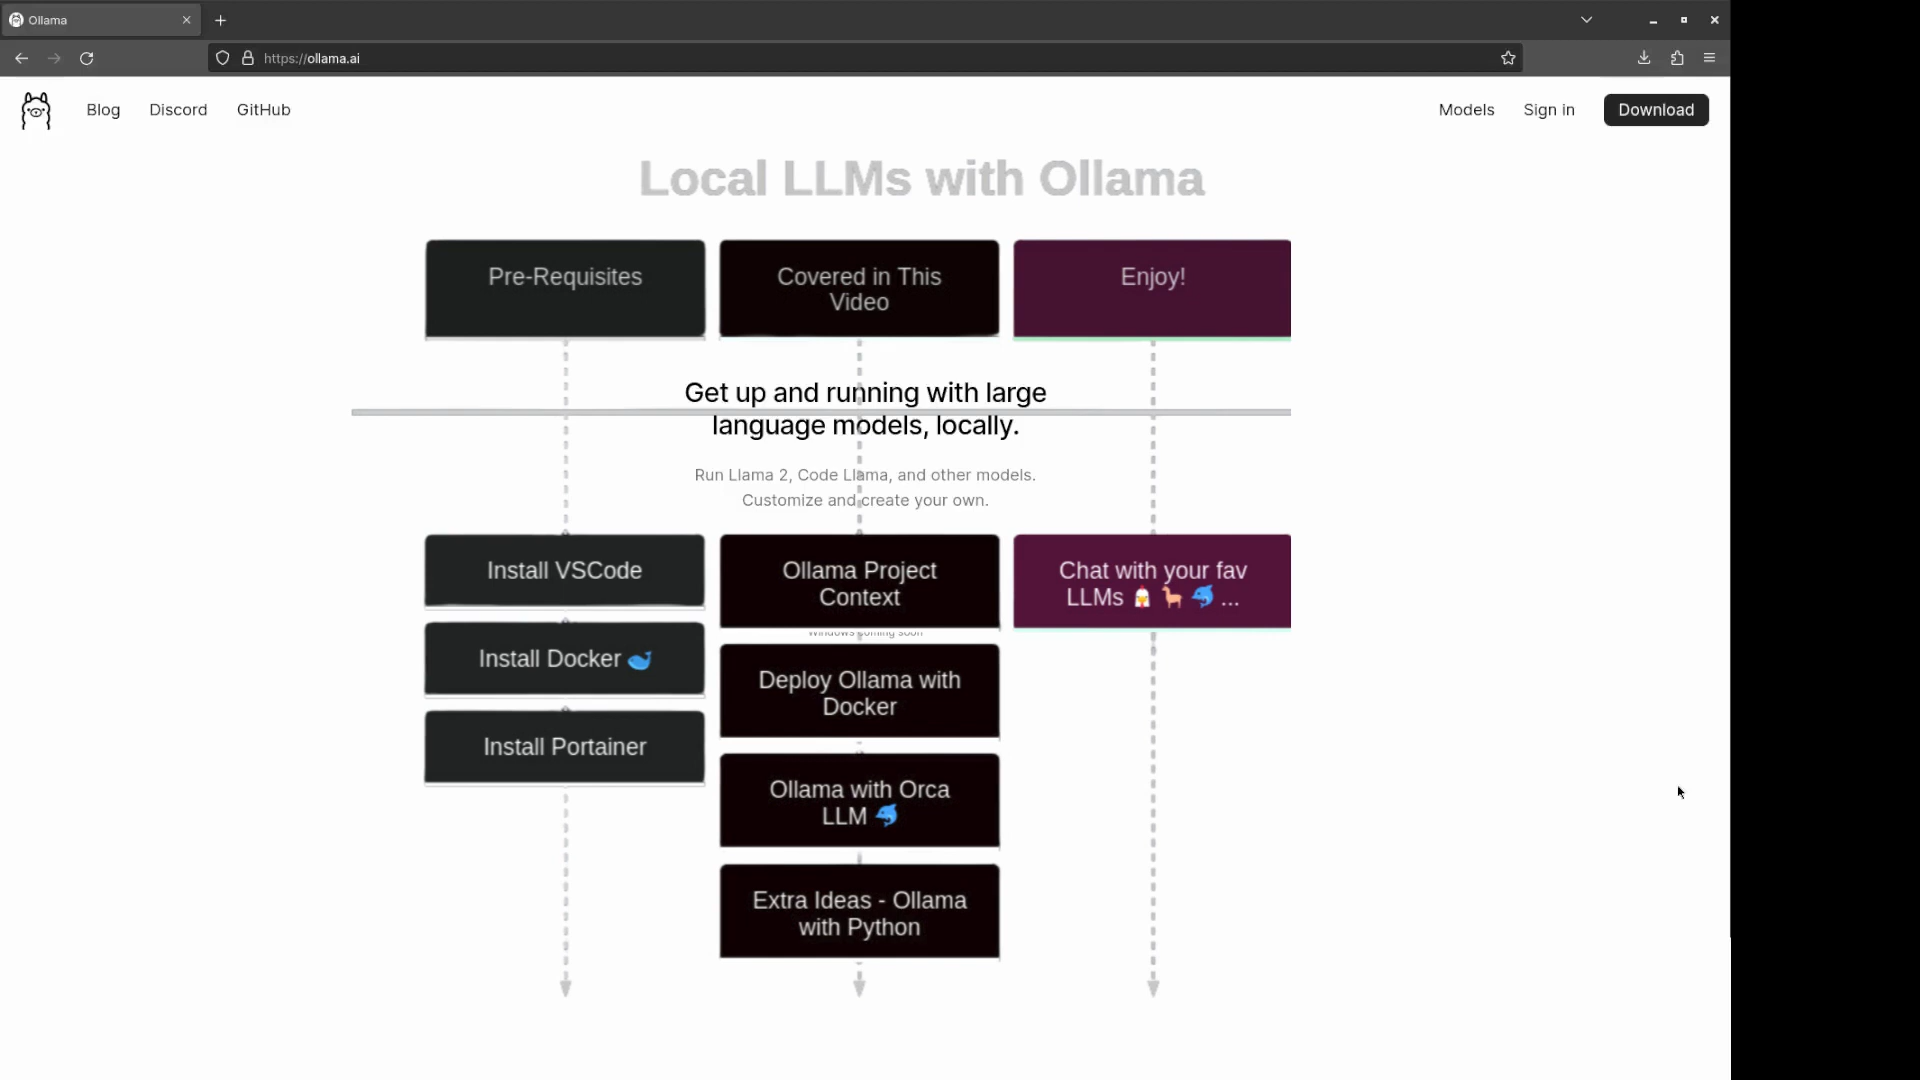 Ollama
https://ollama.ai
Blog Discord GitHub
Models Sign in Download
Local LLMs with Ollama
Pre-Requisites
Covered in This
Video
Enjoy!
Get up and running with large
language models, locally.
Run Llama 2, Code Llama, and other models.
Customize and create your own.
Install VSCode
Install Docker 🐋
Install Portainer
Ollama Project
Context
Windows coming soon
Deploy Ollama with
Docker
Ollama with Orca
LLM 🐬
Extra Ideas - Ollama
with Python
Chat with your fav
LLMs 🐔 🦙 🐬 ...